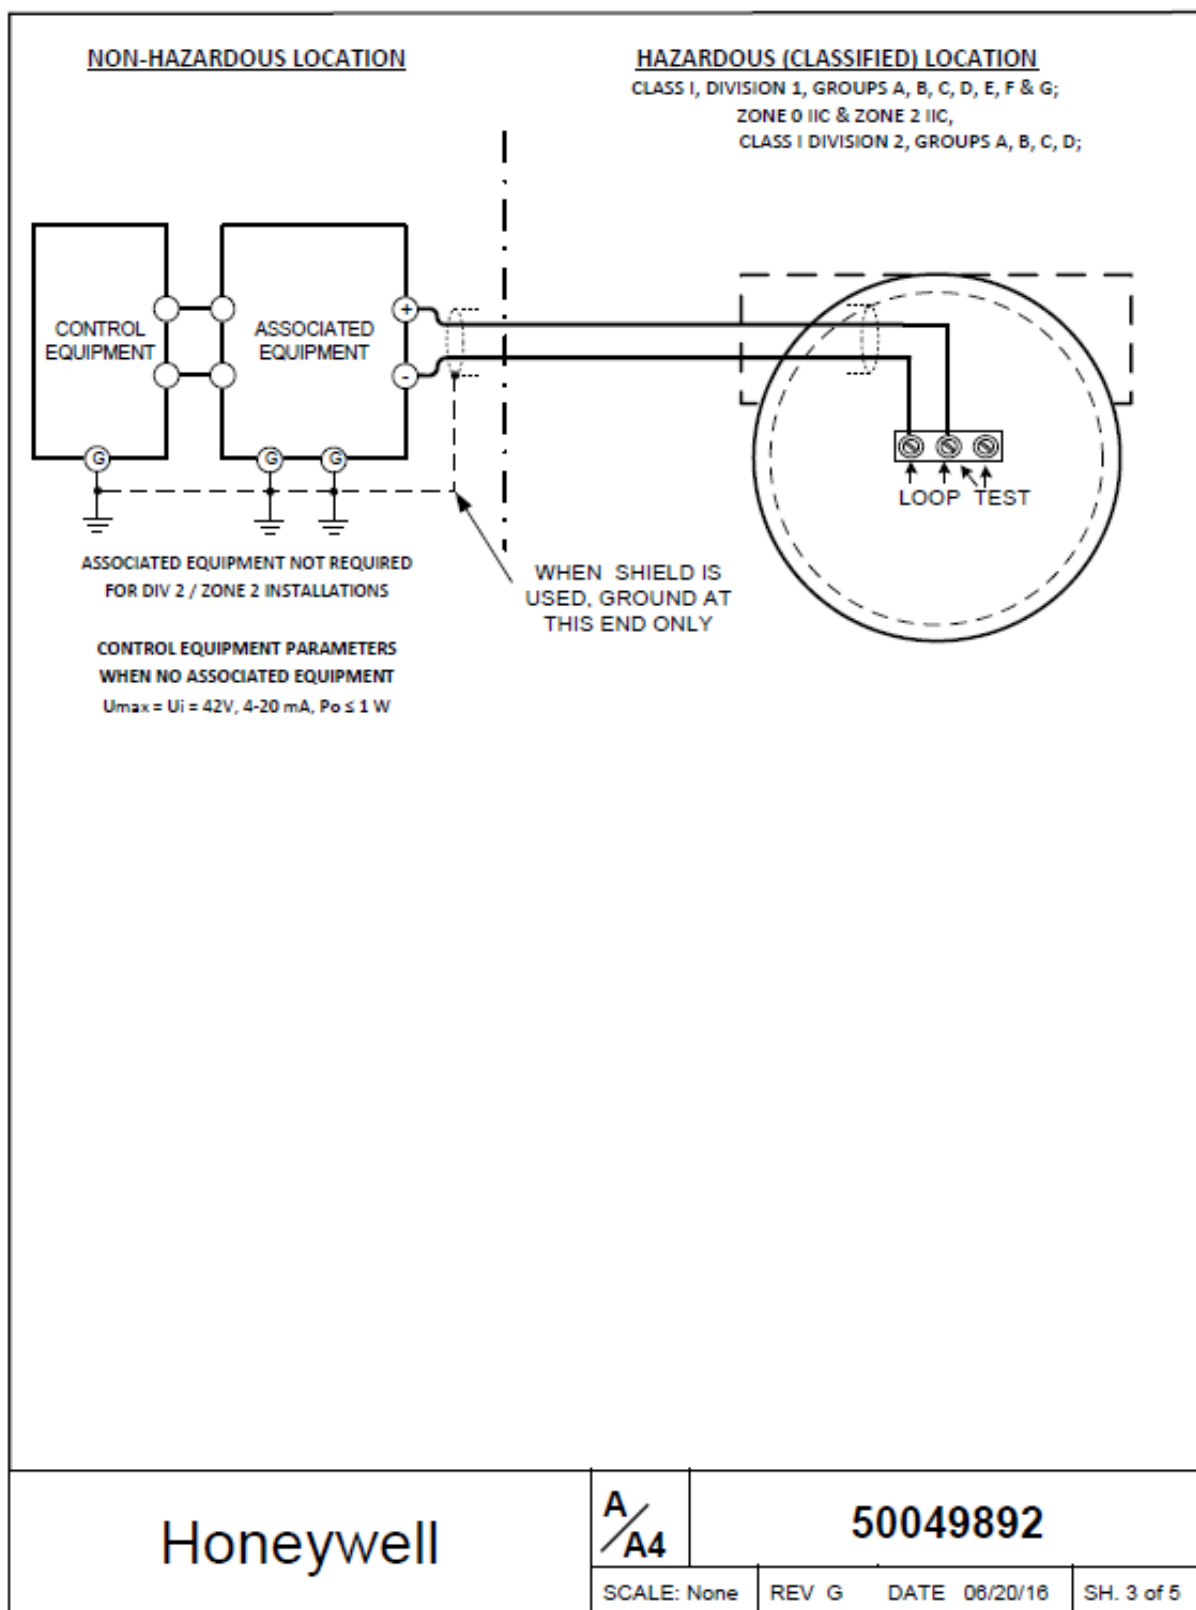 NON-HAZARDOUS LOCATION
HAZARDOUS (CLASSIFIED) LOCATION
CLASS I, DIVISION 1, GROUPS A, B, C, D, E, F & G;
ZONE 0 IIC & ZONE 2 IIC,
CLASS I DIVISION 2, GROUPS A, B, C, D;
CONTROL
EQUIPMENT
ASSOCIATED
EQUIPMENT
+
-
G
G
G
LOOP TEST
ASSOCIATED EQUIPMENT NOT REQUIRED
FOR DIV 2 / ZONE 2 INSTALLATIONS
WHEN SHIELD IS
USED, GROUND AT
THIS END ONLY
CONTROL EQUIPMENT PARAMETERS
WHEN NO ASSOCIATED EQUIPMENT
Umax = Ui = 42V, 4-20 mA, Po ≤ 1 W
Honeywell
A/A4
50049892
SCALE: None
REV G
DATE 06/20/16
SH. 3 of 5